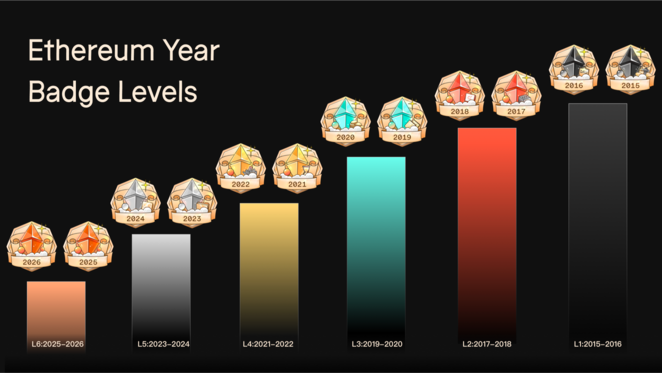 Ethereum Year
Badge Levels
2016
2015
2018
2017
2020
2019
2022
2021
2024
2023
2026
2025
L6:2025–2026
L5:2023–2024
L4:2021–2022
L3:2019–2020
L2:2017–2018
L1:2015–2016